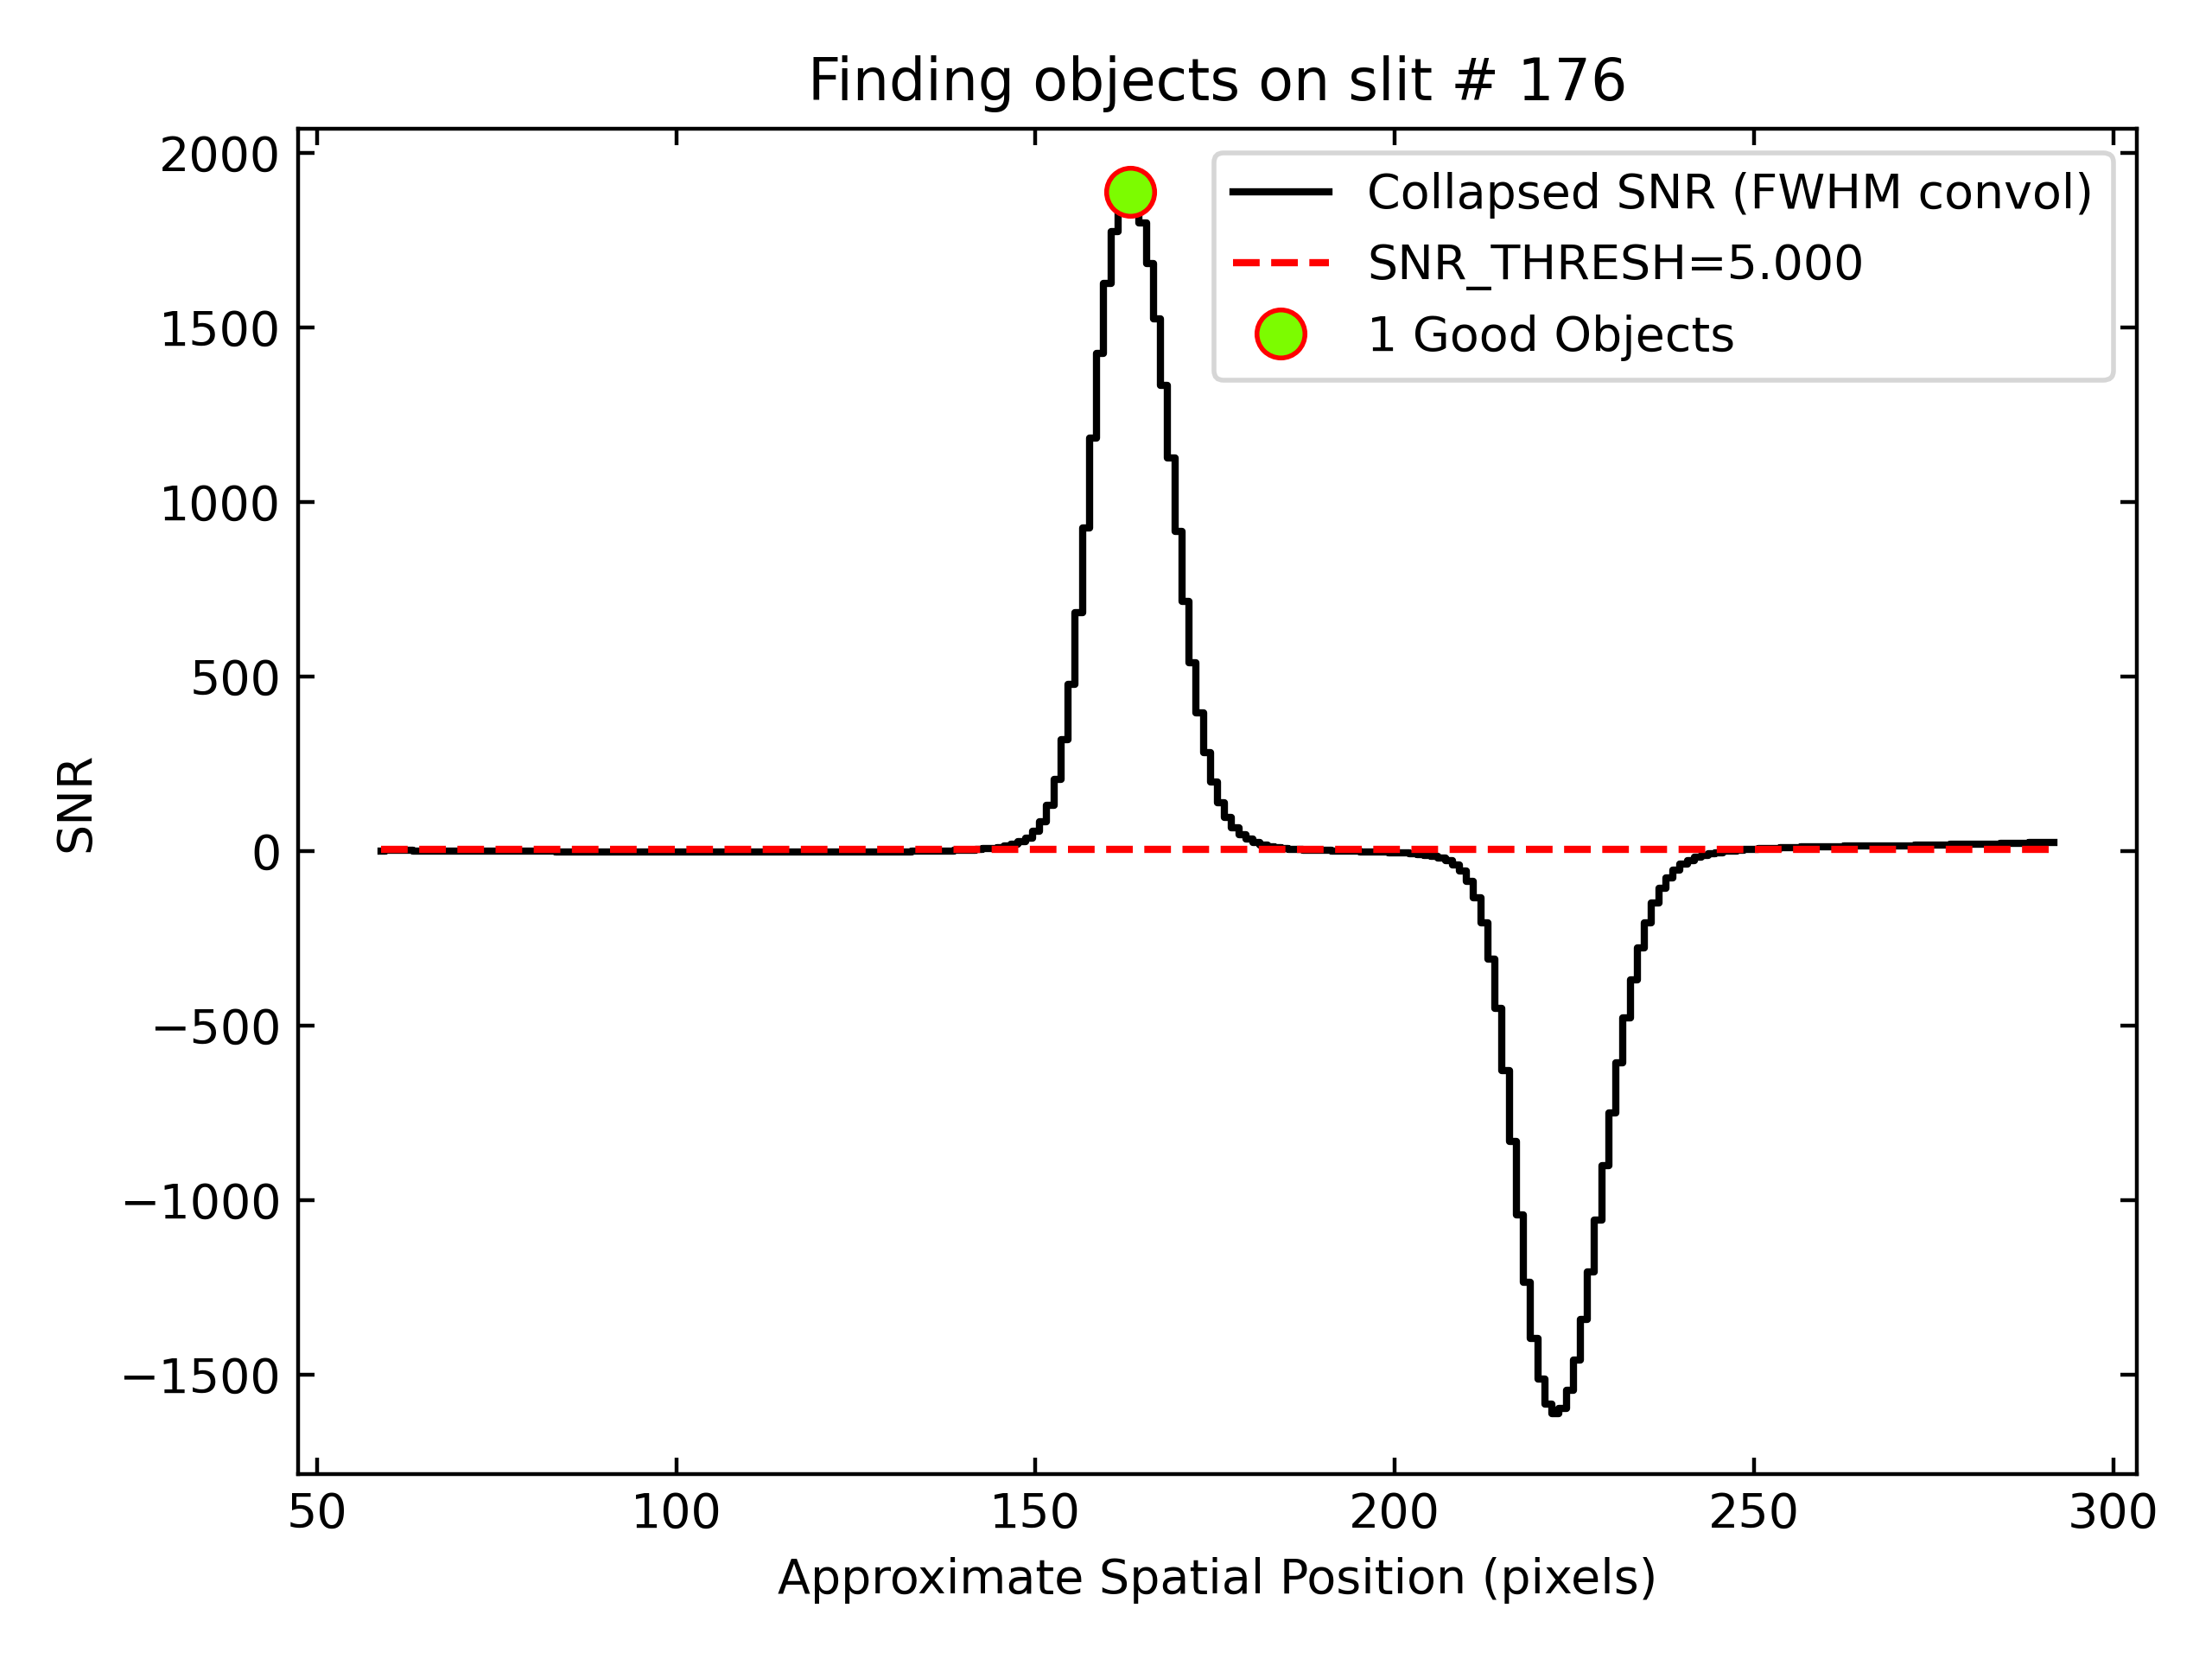 Finding objects on slit # 176
Collapsed SNR (FWHM convol)
SNR_THRESH=5.000
1 Good Objects
2000
1500
1000
500
0
−500
−1000
−1500
SNR
50 100 150 200 250 300
Approximate Spatial Position (pixels)